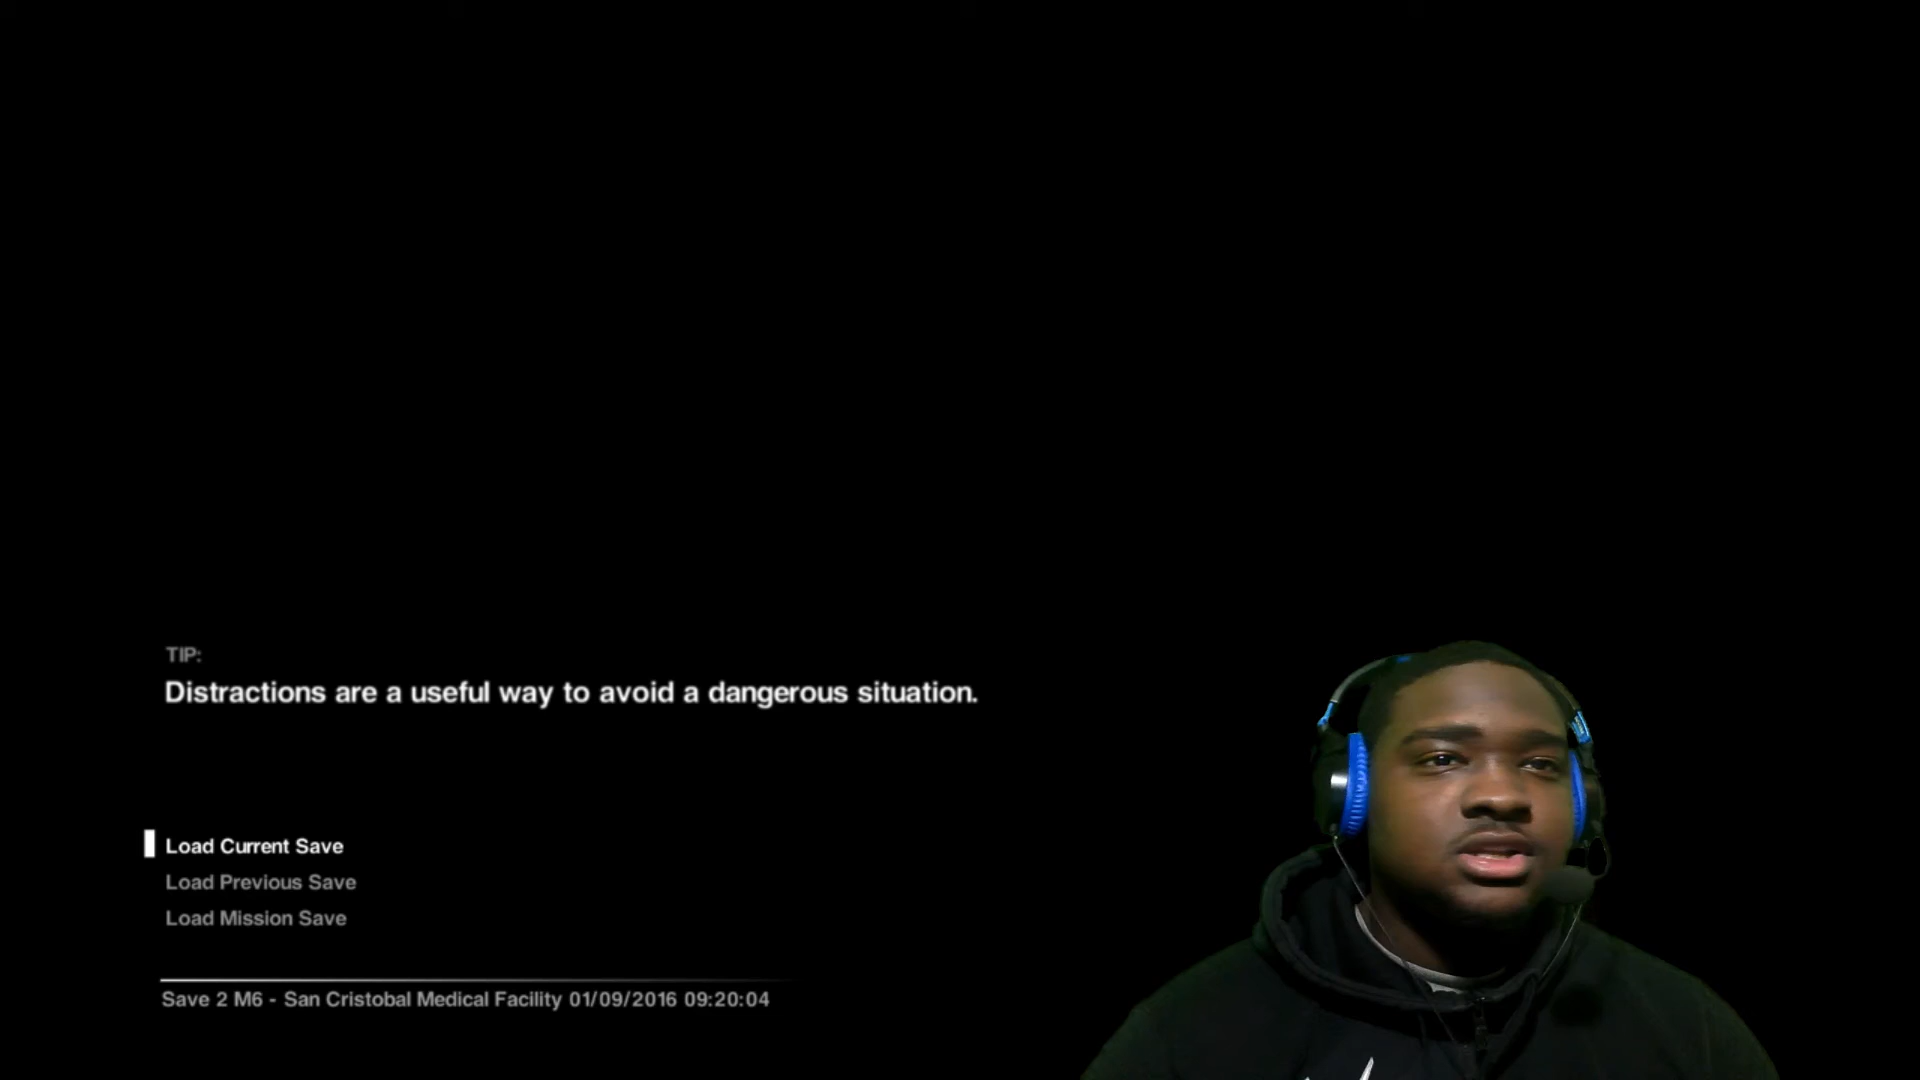 TIP:
Distractions are a useful way to avoid a dangerous situation.
Load Current Save
Load Previous Save
Load Mission Save
Save 2 M6 - San Cristobal Medical Facility 01/09/2016 09:20:04